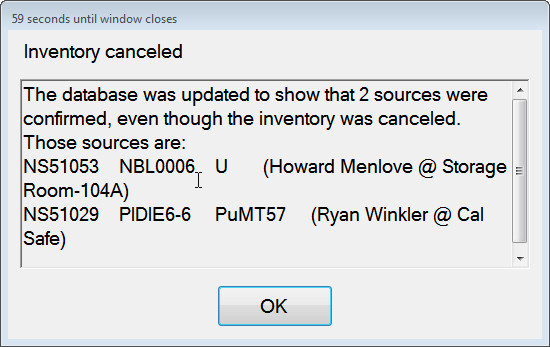 59 seconds until window closes
Inventory canceled
The database was updated to show that 2 sources were
confirmed, even though the inventory was canceled.
Those sources are:
NS51053 NBL0006 U (Howard Menlove @ Storage
Room-104A)
NS51029 PIDIE6-6 PuMT57 (Ryan Winkler @ Cal
Safe)
OK